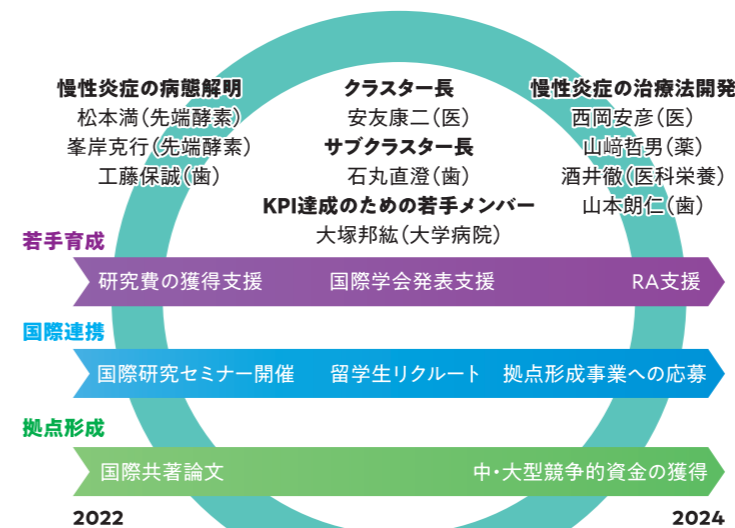 慢性炎症の病態解明
松本満(先端酵素)
峯岸克行(先端酵素)
工藤保誠(歯)
クラスター長
安友康二(医)
サブクラスター長
石丸直澄(歯)
KPI達成のための若手メンバー
大塚邦紘(大学病院)
慢性炎症の治療法開発
西岡安彦(医)
山﨑哲男(薬)
酒井徹(医科栄養)
山本朗仁(歯)
若手育成
研究費の獲得支援 国際学会発表支援 RA支援
国際連携
国際研究セミナー開催 留学生リクルート 拠点形成事業への応募
拠点形成
国際共著論文 中・大型競争的資金の獲得
2022 2024